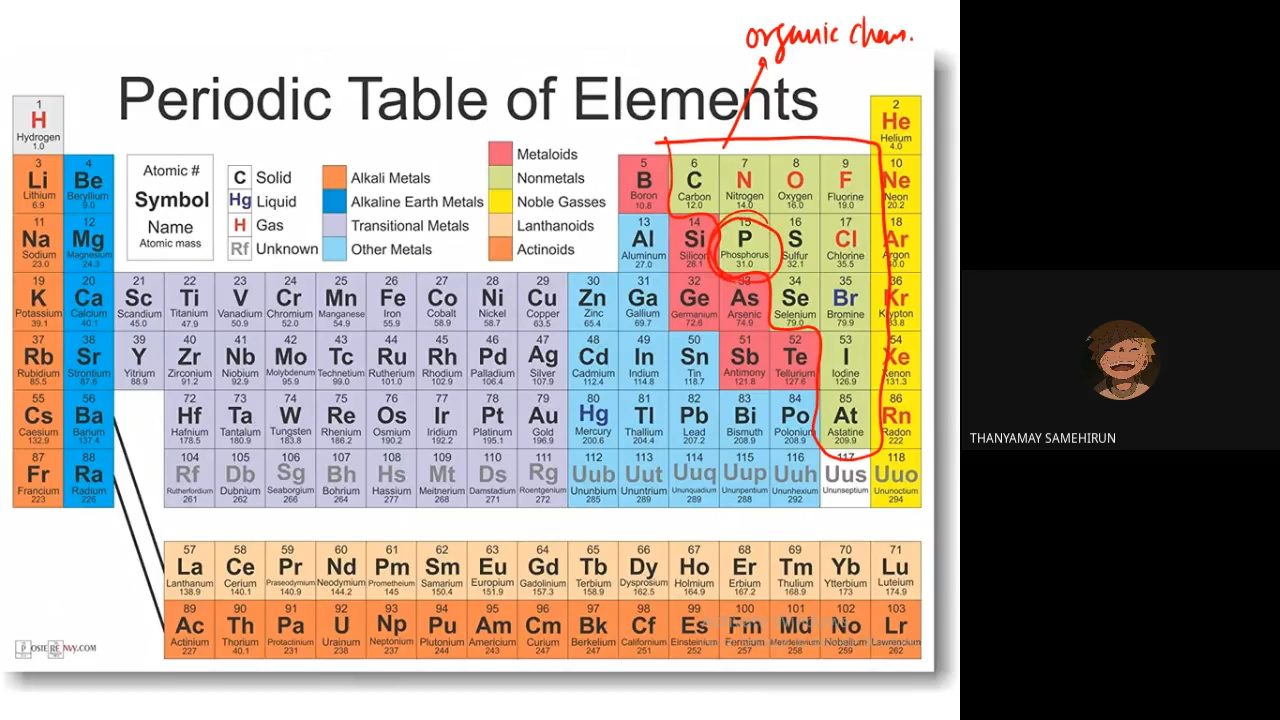 organic chem.
Periodic Table of Elements
1 H Hydrogen 1.0
2 He Helium 4.0
Atomic #
Symbol
Name
Atomic mass
C Solid
Hg Liquid
H Gas
Rf Unknown
Alkali Metals
Alkaline Earth Metals
Transitional Metals
Other Metals
Metaloids
Nonmetals
Noble Gasses
Lanthanoids
Actinoids
3 Li Lithium 6.9
4 Be Beryllium 9.0
5 B Boron 10.8
6 C Carbon 12.0
7 N Nitrogen 14.0
8 O Oxygen 16.0
9 F Fluorine 19.0
10 Ne Neon 20.2
11 Na Sodium 23.0
12 Mg Magnesium 24.3
13 Al Aluminum 27.0
14 Si Silicon 28.1
15 P Phosphorus 31.0
16 S Sulfur 32.1
17 Cl Chlorine 35.5
18 Ar Argon
19 K Potassium 39.1
20 Ca Calcium 40.1
21 Sc Scandium 45.0
22 Ti Titanium 47.9
23 V Vanadium 50.9
24 Cr Chromium 52.0
25 Mn Manganese 54.9
26 Fe Iron 55.9
27 Co Cobalt 58.9
28 Ni Nickel 58.7
29 Cu Copper 63.5
30 Zn Zinc 65.4
31 Ga Gallium 69.7
32 Ge Germanium 72.6
33 As Arsenic 74.9
34 Se Selenium 79.0
35 Br Bromine 79.9
36 Kr Krypton
37 Rb Rubidium 85.5
38 Sr Strontium 87.6
39 Y Yitrium 88.9
40 Zr Zirconium 91.2
41 Nb Niobium 92.9
42 Mo Molybdenum 95.9
43 Tc Technetium 99.0
44 Ru Rutherium 101.0
45 Rh Rhodium 102.9
46 Pd Palladium 106.4
47 Ag Silver 107.9
48 Cd Cadmium 112.4
49 In Indium 114.8
50 Sn Tin 118.7
51 Sb Antimony 121.8
52 Te Tellurium 127.6
53 I Iodine 126.9
54 Xe Xenon 131.3
55 Cs Caesium 132.9
56 Ba Barium 137.4
72 Hf Hafnium 178.5
73 Ta Tantalum 180.9
74 W Tungsten 183.8
75 Re Rhenium 186.2
76 Os Osmium 190.2
77 Ir Iridium 192.2
78 Pt Platinum 195.1
79 Au Gold 196.9
80 Hg Mercury 200.6
81 Tl Thallium 204.4
82 Pb Lead 207.2
83 Bi Bismuth 208.9
84 Po Polonium 208.9
85 At Astatine 209.9
86 Rn Radon 222
87 Fr Francium 223
88 Ra Radium 226
104 Rf Rutherfordium 261
105 Db Dubnium 262
106 Sg Seaborgium 266
107 Bh Bohrium 264
108 Hs Hassium 277
109 Mt Meitnerium 268
110 Ds Damstadium 271
111 Rg Roentgenium 272
112 Uub Ununbium 285
113 Uut Ununtrium 289
114 Uuq Ununquadium 289
115 Uup Ununpentium 288
116 Uuh Ununhexium 292
117 Uus Ununseptium
118 Uuo Ununoctium 294
57 La Lanthanum 138.9
58 Ce Cerium 140.1
59 Pr Praseodymium 140.9
60 Nd Neodymium 144.2
61 Pm Prometheum 145
62 Sm Samarium 150.4
63 Eu Europium 151.9
64 Gd Gadolinium 157.3
65 Tb Terbium 158.9
66 Dy Dysprosium 162.5
67 Ho Holmium 164.9
68 Er Erbium 167.2
69 Tm Thulium 168.9
70 Yb Ytterbium 173
71 Lu Luteium 174.9
89 Ac Actinium 227
90 Th Thorium 40.1
91 Pa Protactinium 231
92 U Urainum 238
93 Np Neptonium 237
94 Pu Plutonium 244
95 Am Americium 243
96 Cm Curium 247
97 Bk Berkelium 247
98 Cf Californium 251
99 Es Einsteinium 252
100 Fm Fermium 257
101 Md Mendelevium 258
102 No Nobelium 259
103 Lr Lawrencium 262
THANYAMAY SAMEHIRUN